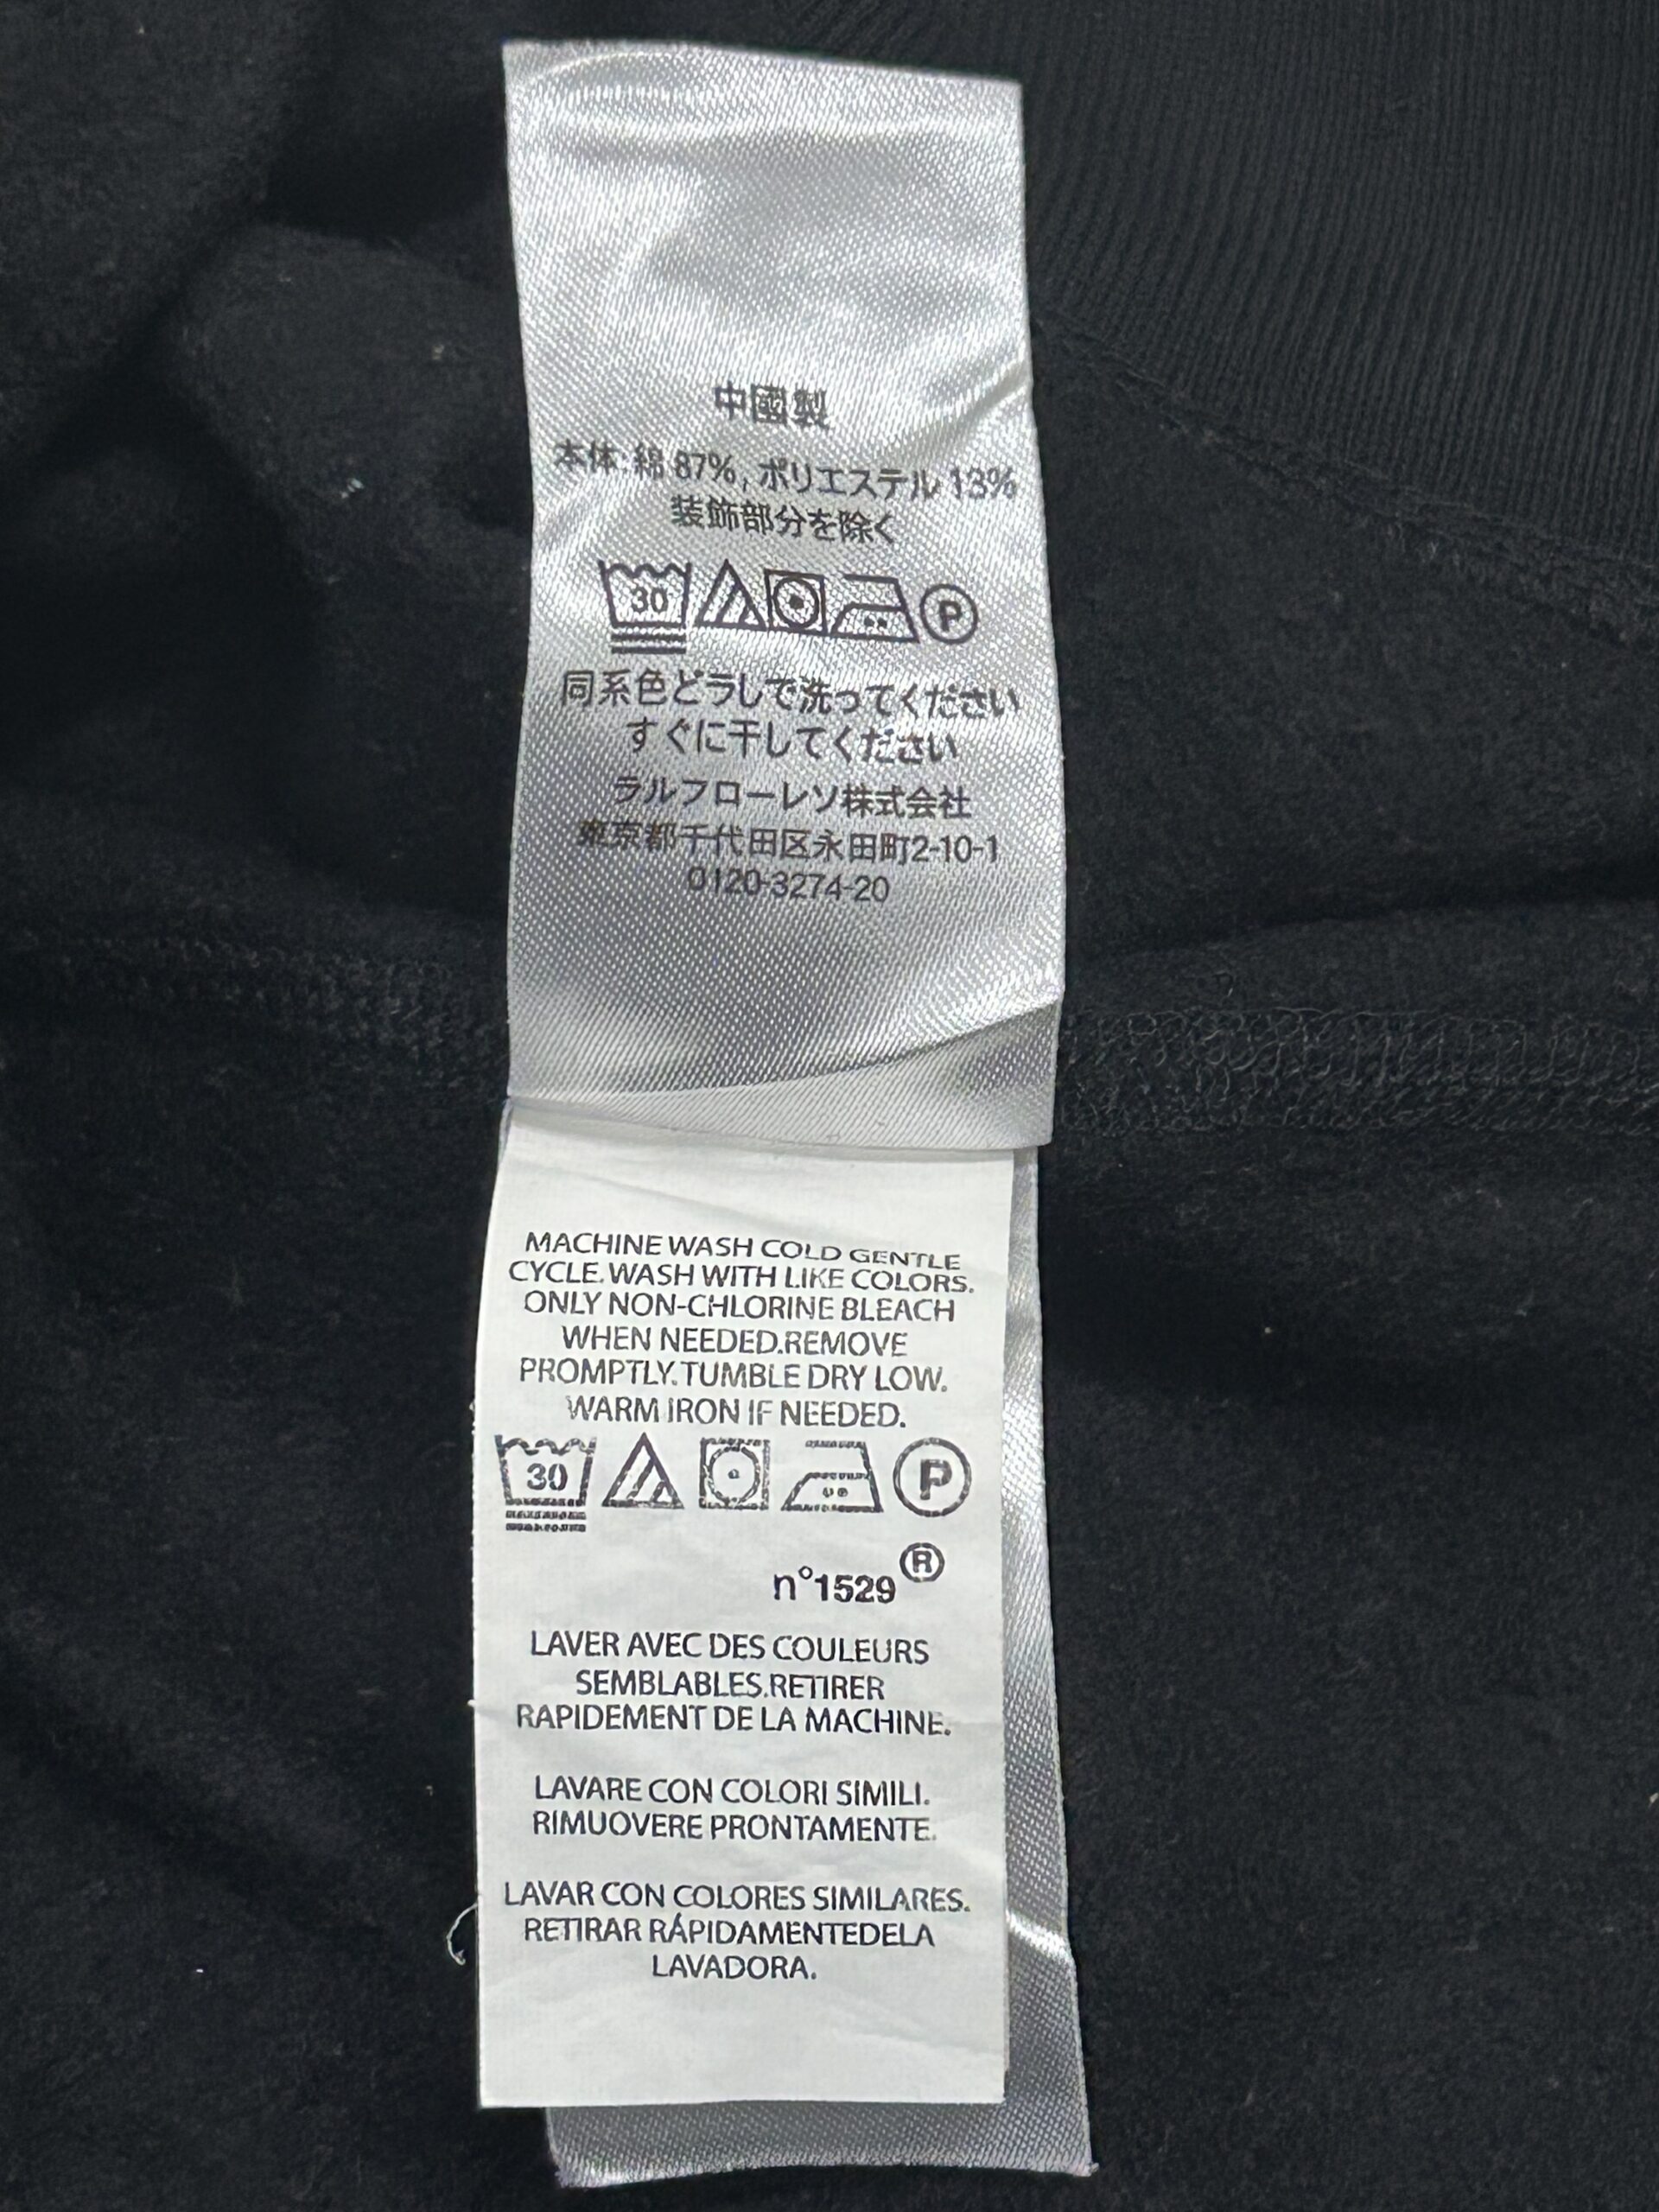 中國製
本体:綿 87%, ポリエステル 13%
装飾部分を除く
30 P
同系色どラしで洗ってください
すぐに干してください
ラルフローレソ株式会社
東京都千代田区永田町2-10-1
0120-3274-20
MACHINE WASH COLD GENTLE
CYCLE.WASH WITH LIKE COLORS.
ONLY NON-CHLORINE BLEACH
WHEN NEEDED.REMOVE
PROMPTLY.TUMBLE DRY LOW.
WARM IRON IF NEEDED.
30 P
n°1529®
LAVER AVEC DES COULEURS
SEMBLABLES.RETIRER
RAPIDEMENT DE LA MACHINE.
LAVARE CON COLORI SIMILI.
RIMUOVERE PRONTAMENTE.
LAVAR CON COLORES SIMILARES.
RETIRAR RÁPIDAMENTEDELA
LAVADORA.